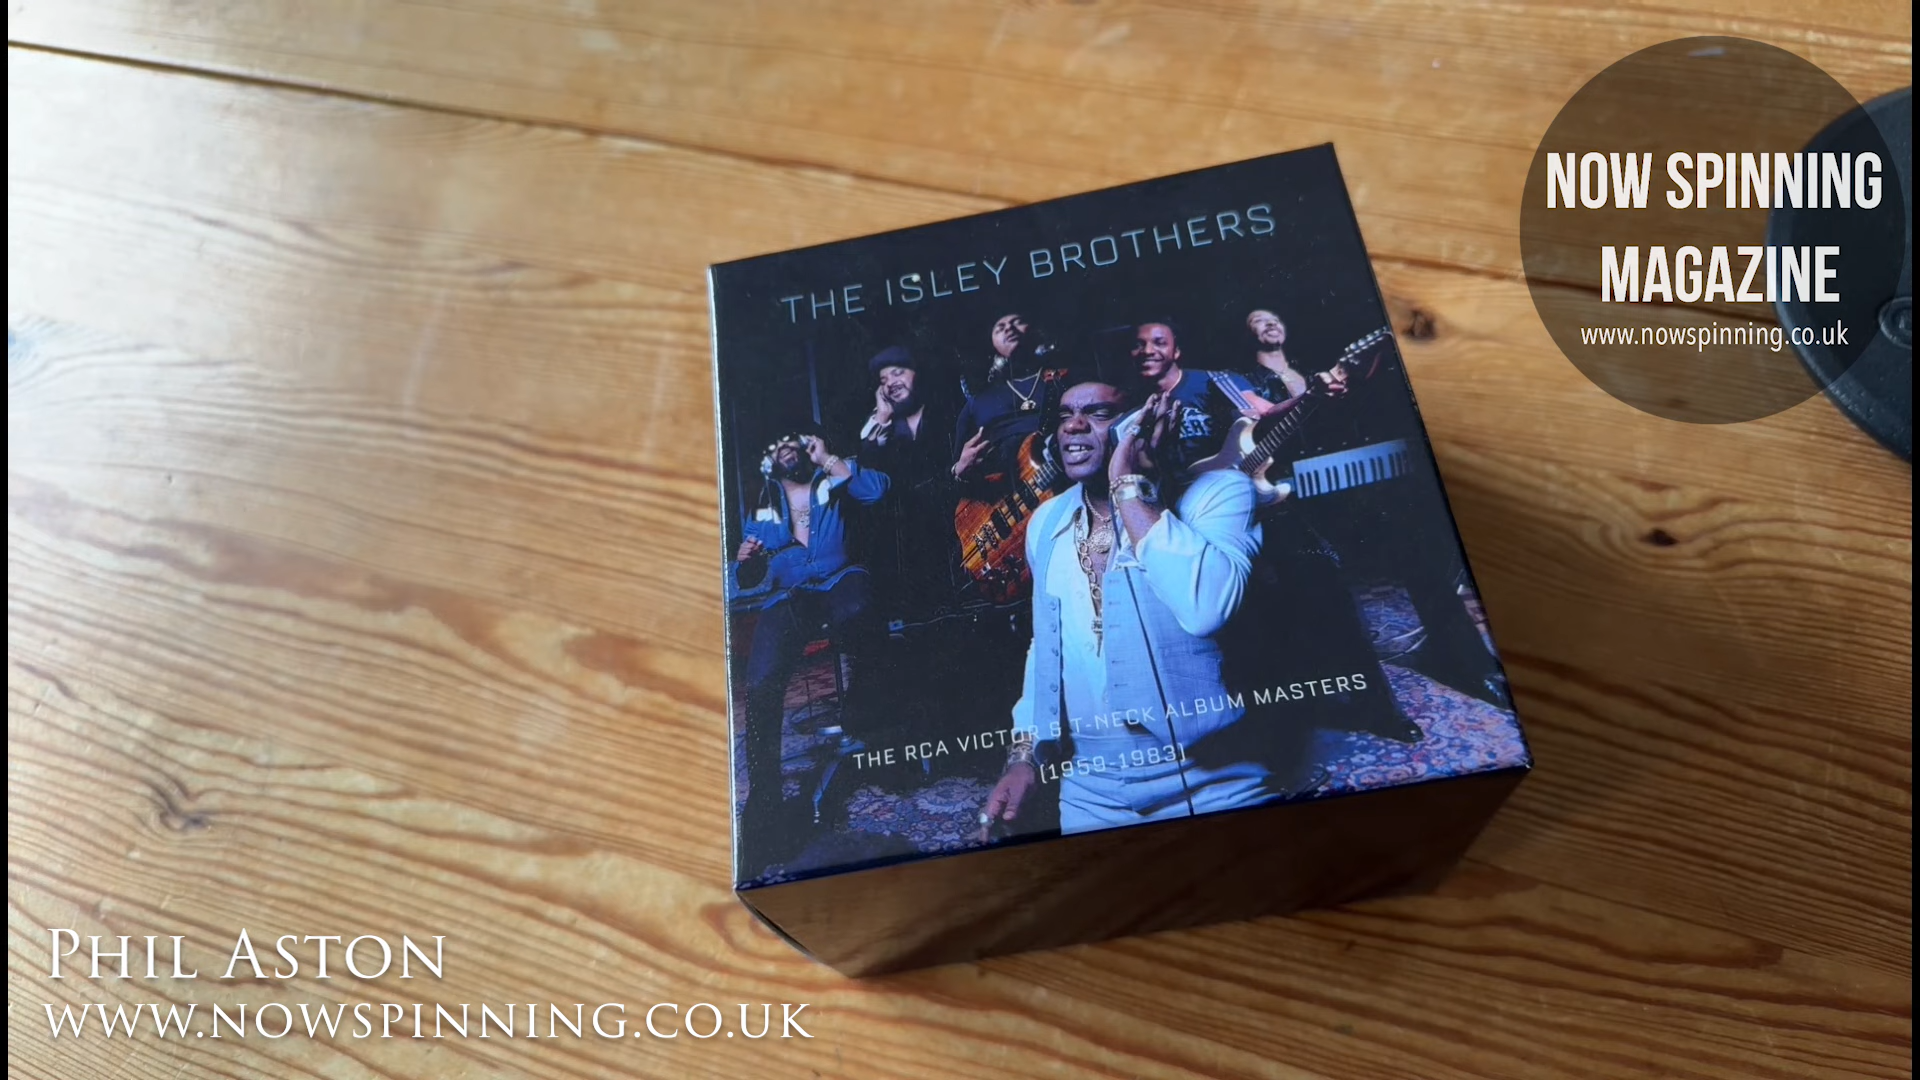 THE ISLEY BROTHERS
THE RCA VICTOR & T-NECK ALBUM MASTERS
(1959-1983)
NOW SPINNING
MAGAZINE
www.nowspinning.co.uk
PHIL ASTON
WWW.NOWSPINNING.CO.UK